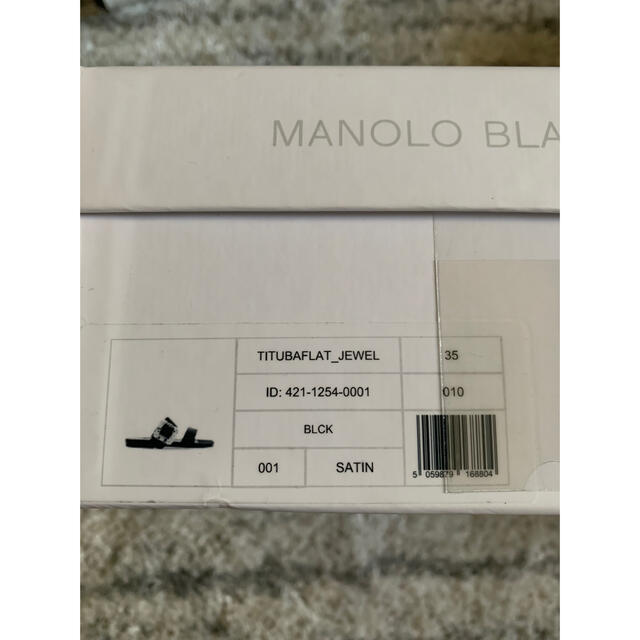 MANOLO BLA
TITUBAFLAT_JEWEL 35
ID: 421-1254-0001 010
BLCK
001 SATIN
5 059879 168804